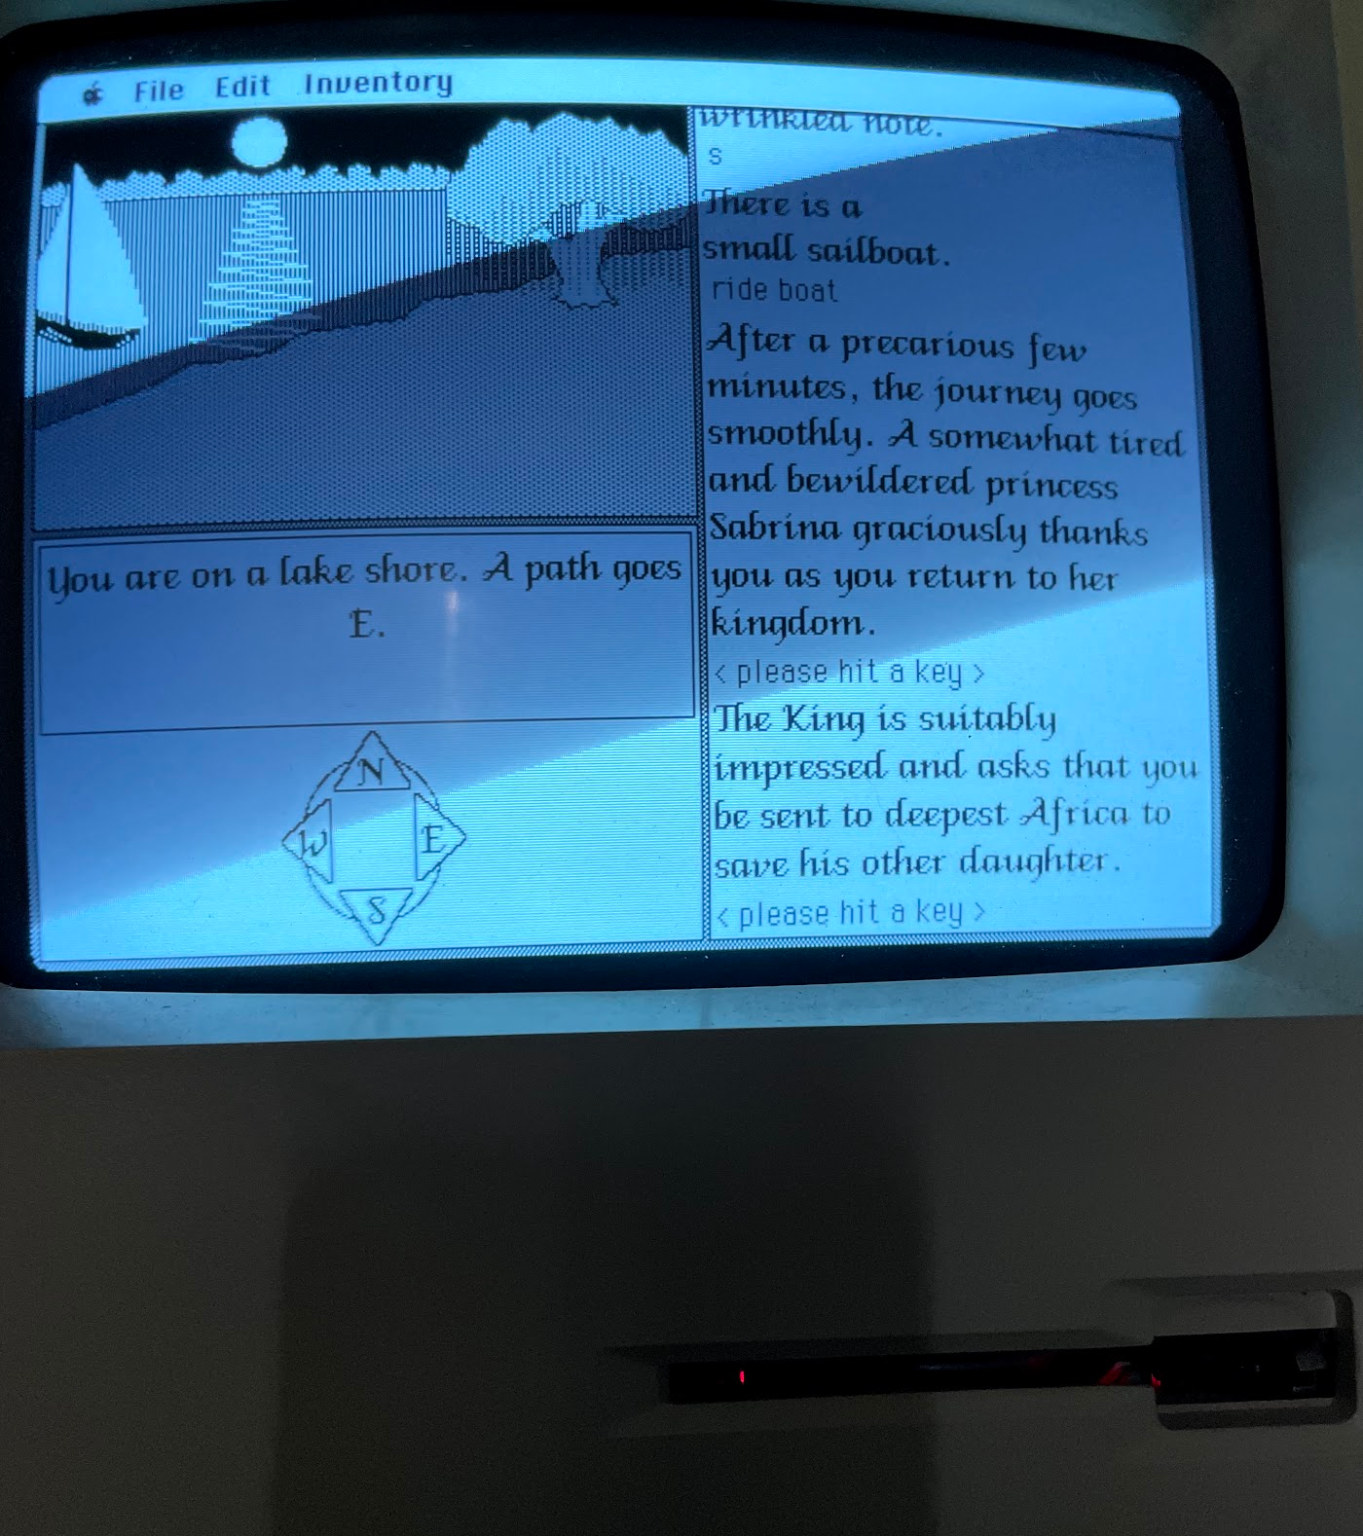 File Edit Inventory
wrinkled note.
s
There is a
small sailboat.
ride boat
After a precarious few
minutes, the journey goes
smoothly. A somewhat tired
and bewildered princess
Sabrina graciously thanks
you as you return to her
kingdom.
< please hit a key >
The King is suitably
impressed and asks that you
be sent to deepest Africa to
save his other daughter.
< please hit a key >
You are on a lake shore. A path goes
E.
N
W E
S